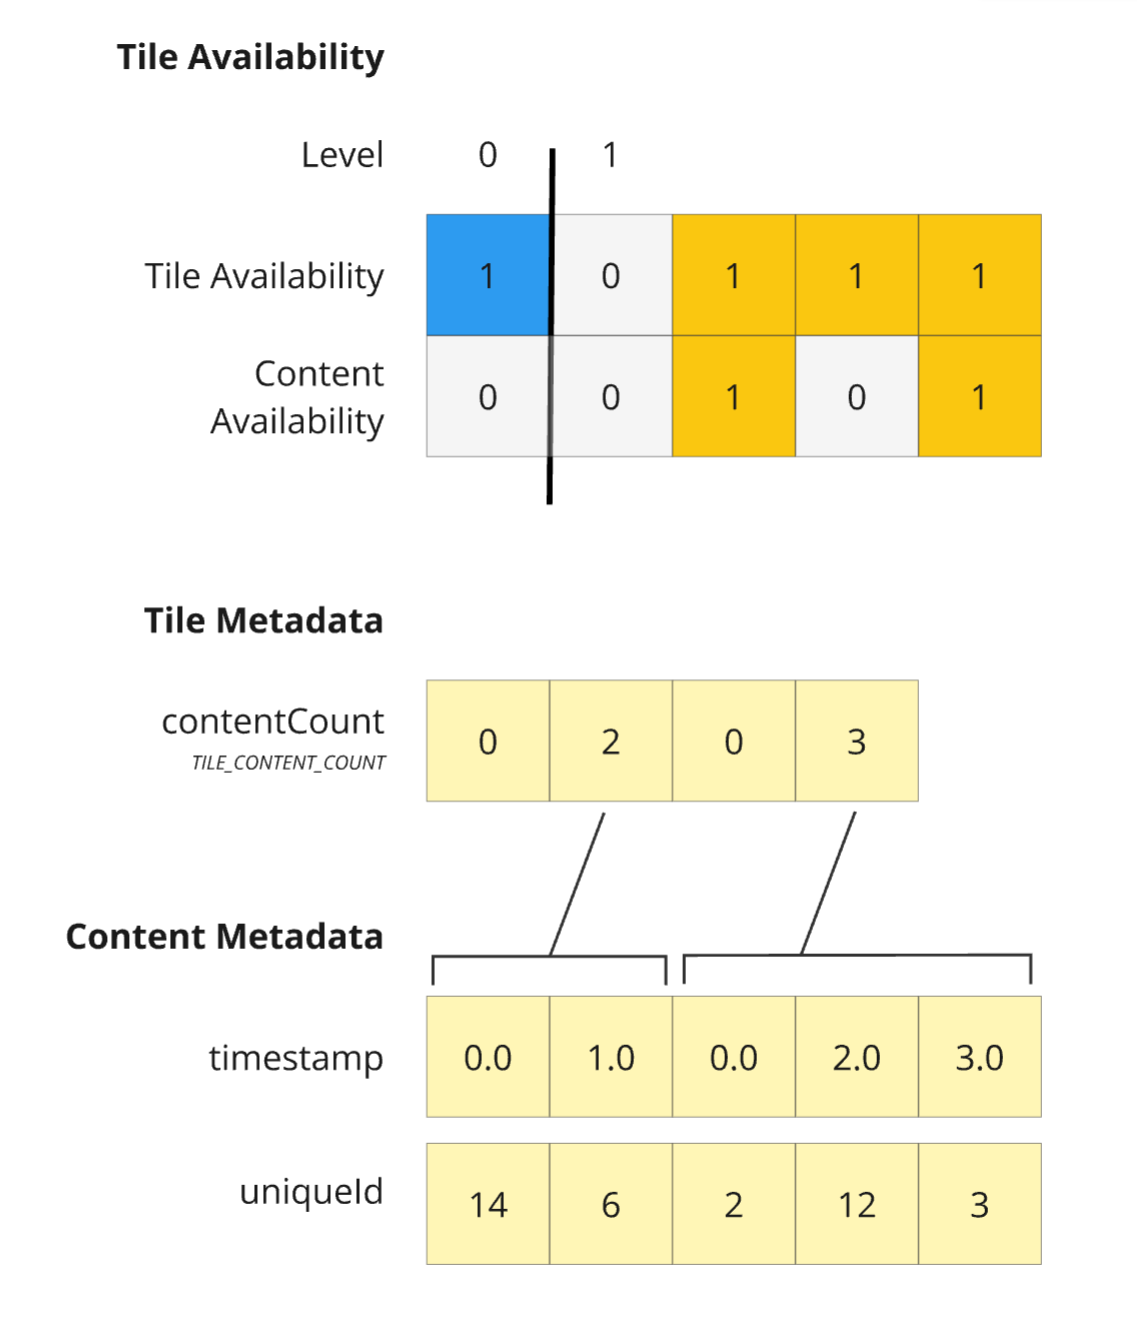 Tile Availability
Level 0 1
Tile Availability 1 0 1 1 1
Content
Availability
0 0 1 0 1
Tile Metadata
contentCount
TILE_CONTENT_COUNT
0 2 0 3
Content Metadata
timestamp 0.0 1.0 0.0 2.0 3.0
uniqueId 14 6 2 12 3